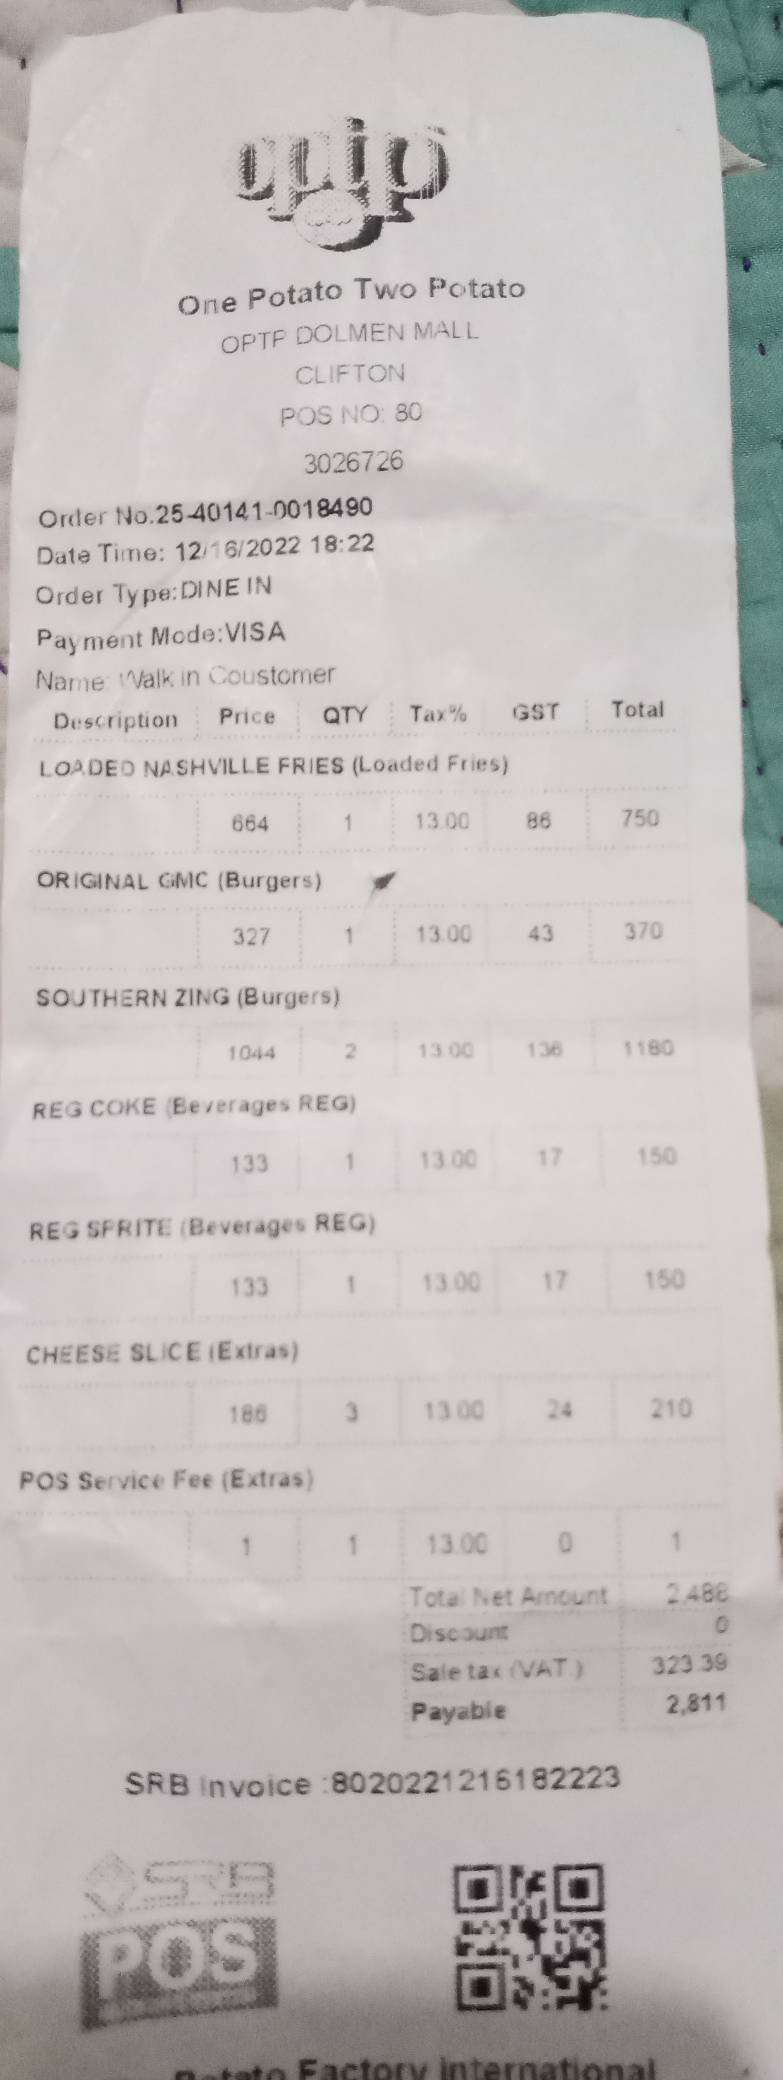 optp
One Potato Two Potato
OPTP DOLMEN MALL
CLIFTON
POS NO: 80
3026726
Order No.25-40141-0018490
Date Time: 12/16/2022 18:22
Order Type:DINE IN
Payment Mode:VISA
Name: Walk in Coustomer
Description Price QTY Tax% GST Total
LOADED NASHVILLE FRIES (Loaded Fries)
664 1 13.00 86 750
ORIGINAL GMC (Burgers)
327 1 13.00 43 370
SOUTHERN ZING (Burgers)
1044 2 13.00 136 1180
REG COKE (Beverages REG)
133 1 13.00 17 150
REG SPRITE (Beverages REG)
133 1 13.00 17 150
CHEESE SLICE (Extras)
186 3 13.00 24 210
POS Service Fee (Extras)
1 1 13.00 0 1
Total Net Amount 2,488
Discount 0
Sale tax (VAT ) 323.39
Payable 2,811
SRB Invoice :8020221216182223
SRB
POS
Potato Factory international